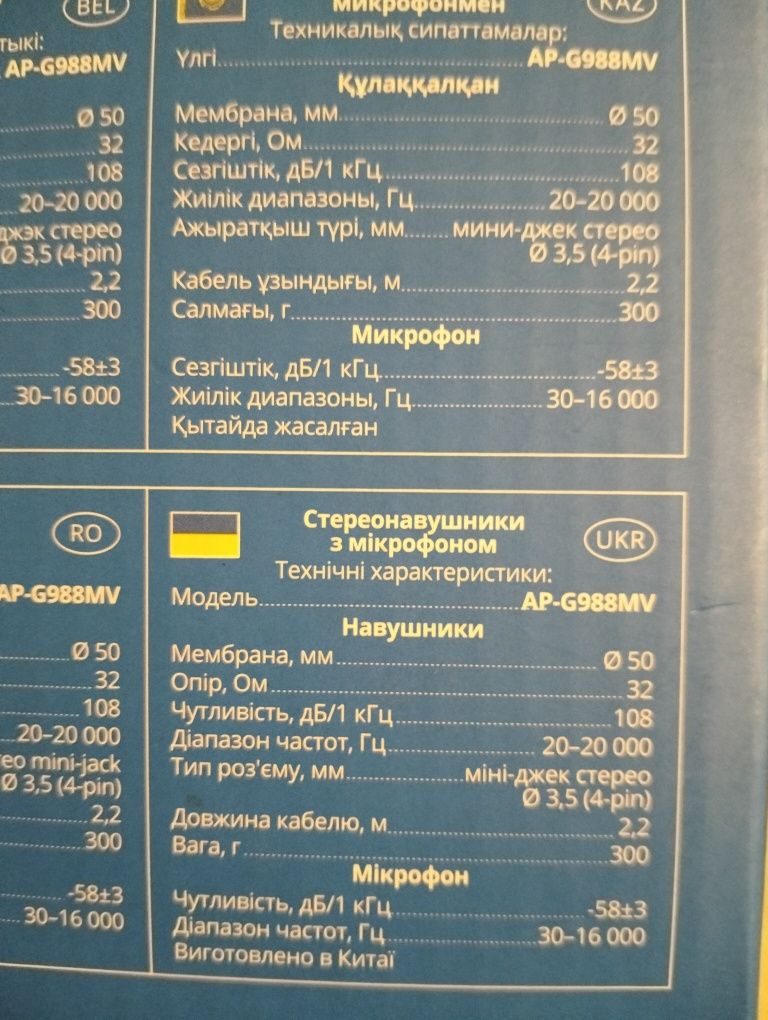 BEL
тыкі:
AP-G988MV
Ø 50
32
108
20–20 000
джэк стерео
Ø 3,5 (4-pin)
2,2
300
-58±3
30–16 000
микрофонмен
KAZ
Техникалық сипаттамалар:
Үлгі AP-G988MV
Құлаққалқан
Мембрана, мм Ø 50
Кедергі, Ом 32
Сезгіштік, дБ/1 кГц 108
Жиілік диапазоны, Гц 20–20 000
Ажыратқыш түрі, мм мини-джек стерео
Ø 3,5 (4-pin)
Кабель ұзындығы, м 2,2
Салмағы, г 300
Микрофон
Сезгіштік, дБ/1 кГц -58±3
Жиілік диапазоны, Гц 30–16 000
Қытайда жасалған
RO
AP-G988MV
Ø 50
32
108
20–20 000
reo mini-jack
Ø 3,5 (4-pin)
2,2
300
-58±3
30–16 000
Стереонавушники
з мікрофоном
UKR
Технічні характеристики:
Модель AP-G988MV
Навушники
Мембрана, мм Ø 50
Опір, Ом 32
Чутливість, дБ/1 кГц 108
Діапазон частот, Гц 20–20 000
Тип роз'єму, мм міні-джек стерео
Ø 3,5 (4-pin)
Довжина кабелю, м 2,2
Вага, г 300
Мікрофон
Чутливість, дБ/1 кГц -58±3
Діапазон частот, Гц 30–16 000
Виготовлено в Китаї